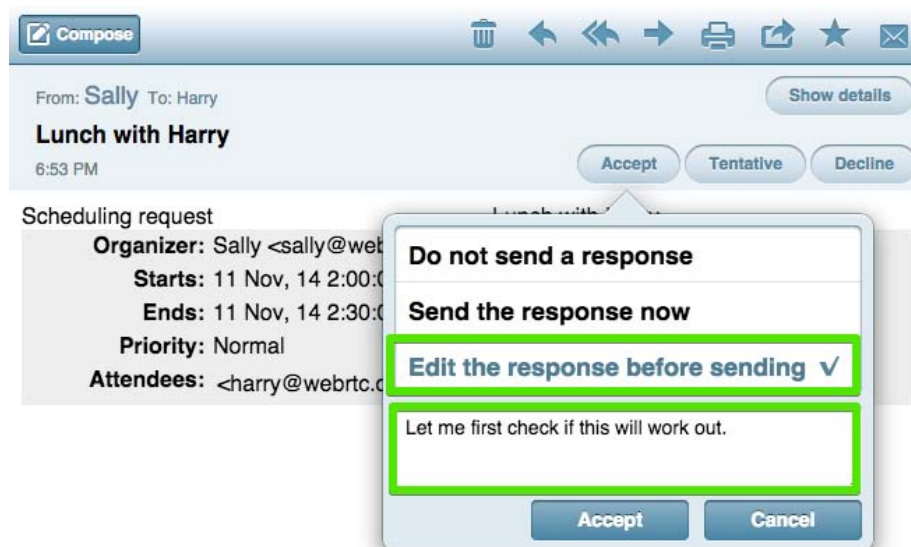 Compose
From: Sally To: Harry
Show details
Lunch with Harry
6:53 PM
Accept
Tentative
Decline
Scheduling request
Lunch with
Organizer: Sally <sally@web
Starts: 11 Nov, 14 2:00:0
Ends: 11 Nov, 14 2:30:0
Priority: Normal
Attendees: <harry@webrtc.c
Do not send a response
Send the response now
Edit the response before sending √
Let me first check if this will work out.
Accept
Cancel